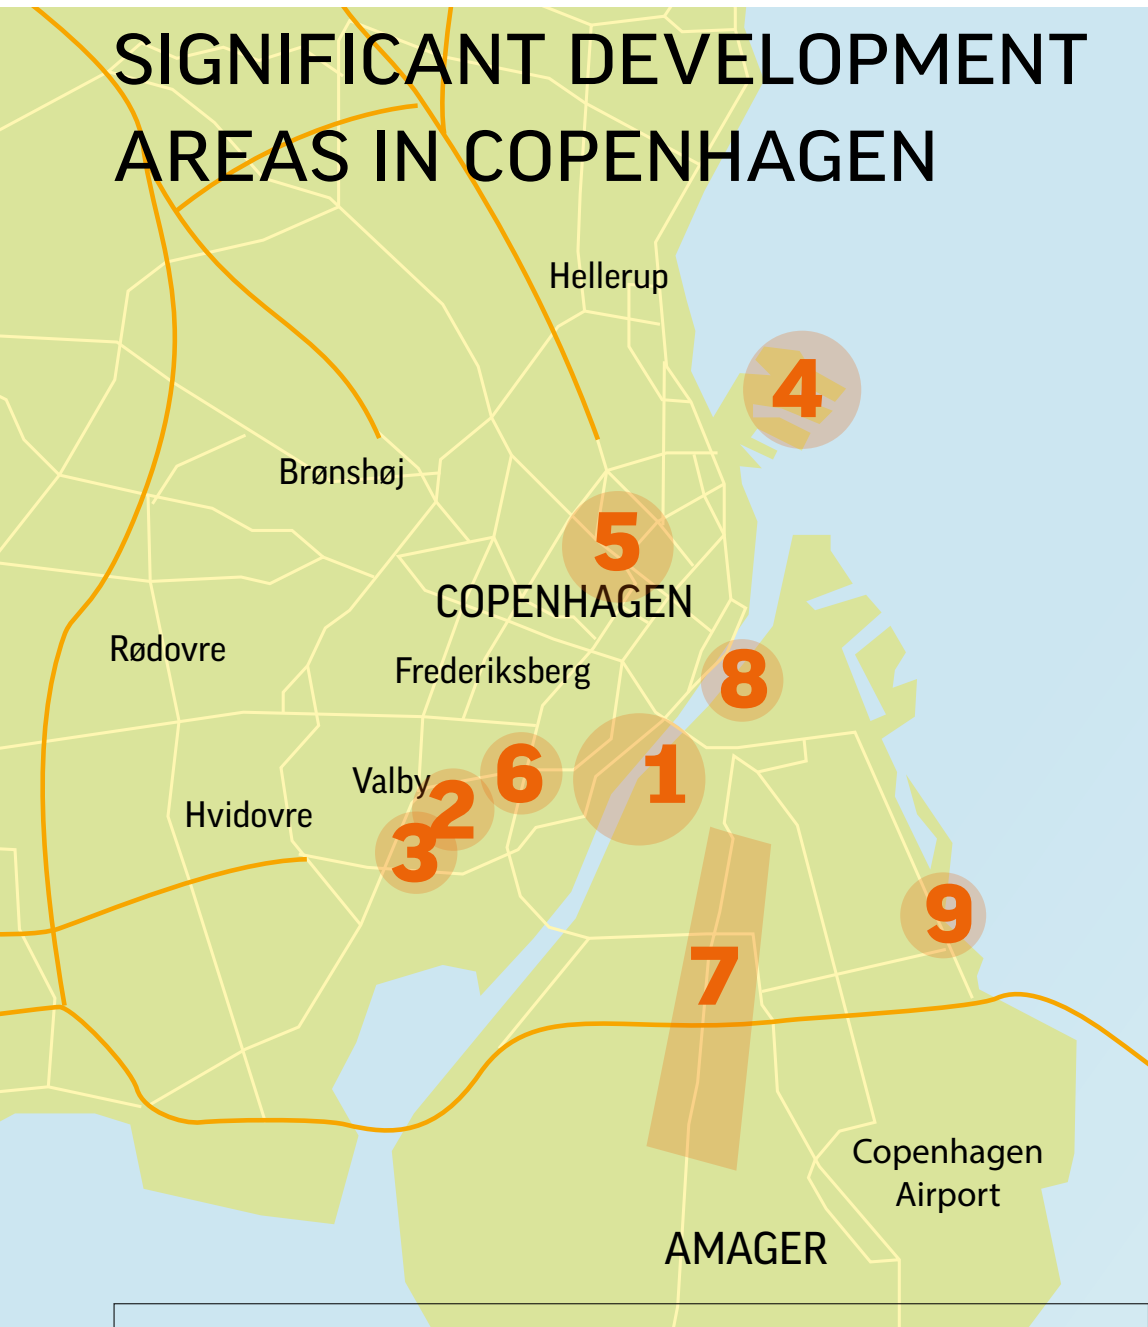 SIGNIFICANT DEVELOPMENT
AREAS IN COPENHAGEN
Hellerup
4
Brønshøj
5
COPENHAGEN
Rødovre
Frederiksberg
8
6
1
Valby
2
Hvidovre
3
9
7
Copenhagen
Airport
AMAGER